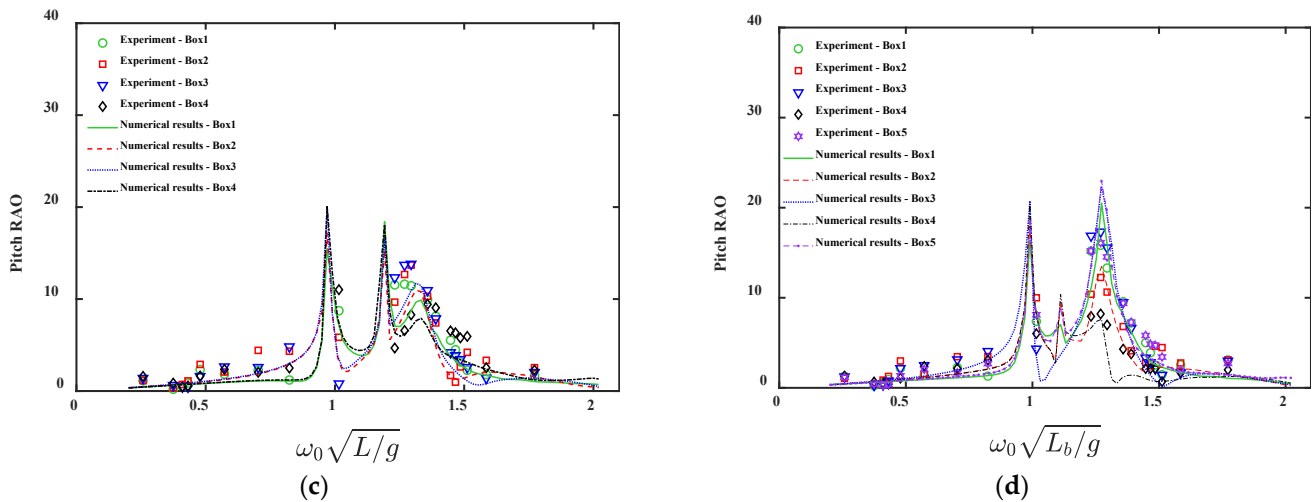 40
30
20
10
0
0
0.5
1
1.5
2
Pitch RAO
Experiment - Box1
Experiment - Box2
Experiment - Box3
Experiment - Box4
Numerical results - Box1
Numerical results - Box2
Numerical results - Box3
Numerical results - Box4
ω₀√L/g
(c)
40
30
20
10
0
0
0.5
1
1.5
2
Pitch RAO
Experiment - Box1
Experiment - Box2
Experiment - Box3
Experiment - Box4
Experiment - Box5
Numerical results - Box1
Numerical results - Box2
Numerical results - Box3
Numerical results - Box4
Numerical results - Box5
ω₀√L_b/g
(d)